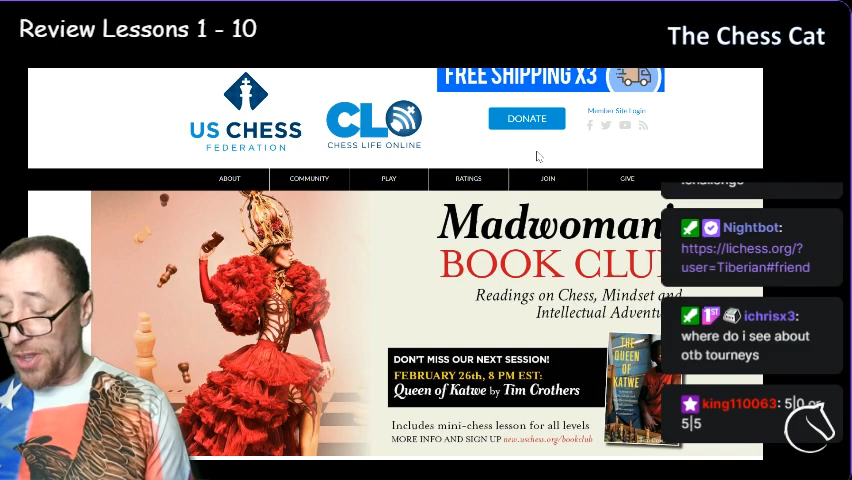 Review Lessons 1 - 10
The Chess Cat
FREE SHIPPING X3
US CHESS
FEDERATION
CLO
CHESS LIFE ONLINE
DONATE
Member Site Login
ABOUT
COMMUNITY
PLAY
RATINGS
JOIN
GIVE
Madwoman's
BOOK CLU
Readings on Chess, Mindset and
Intellectual Adventu
DON'T MISS OUR NEXT SESSION!
FEBRUARY 26th, 8 PM EST:
Queen of Katwe by Tim Crothers
Includes mini-chess lesson for all levels
MORE INFO AND SIGN UP new.uschess.org/bookclub
THE
QUEEN
OF
KATWE
challenge
Nightbot:
https://lichess.org/?
user=Tiberian#friend
1ST ichrisx3:
where do i see about
otb tourneys
king110063: 5|0 or
5|5